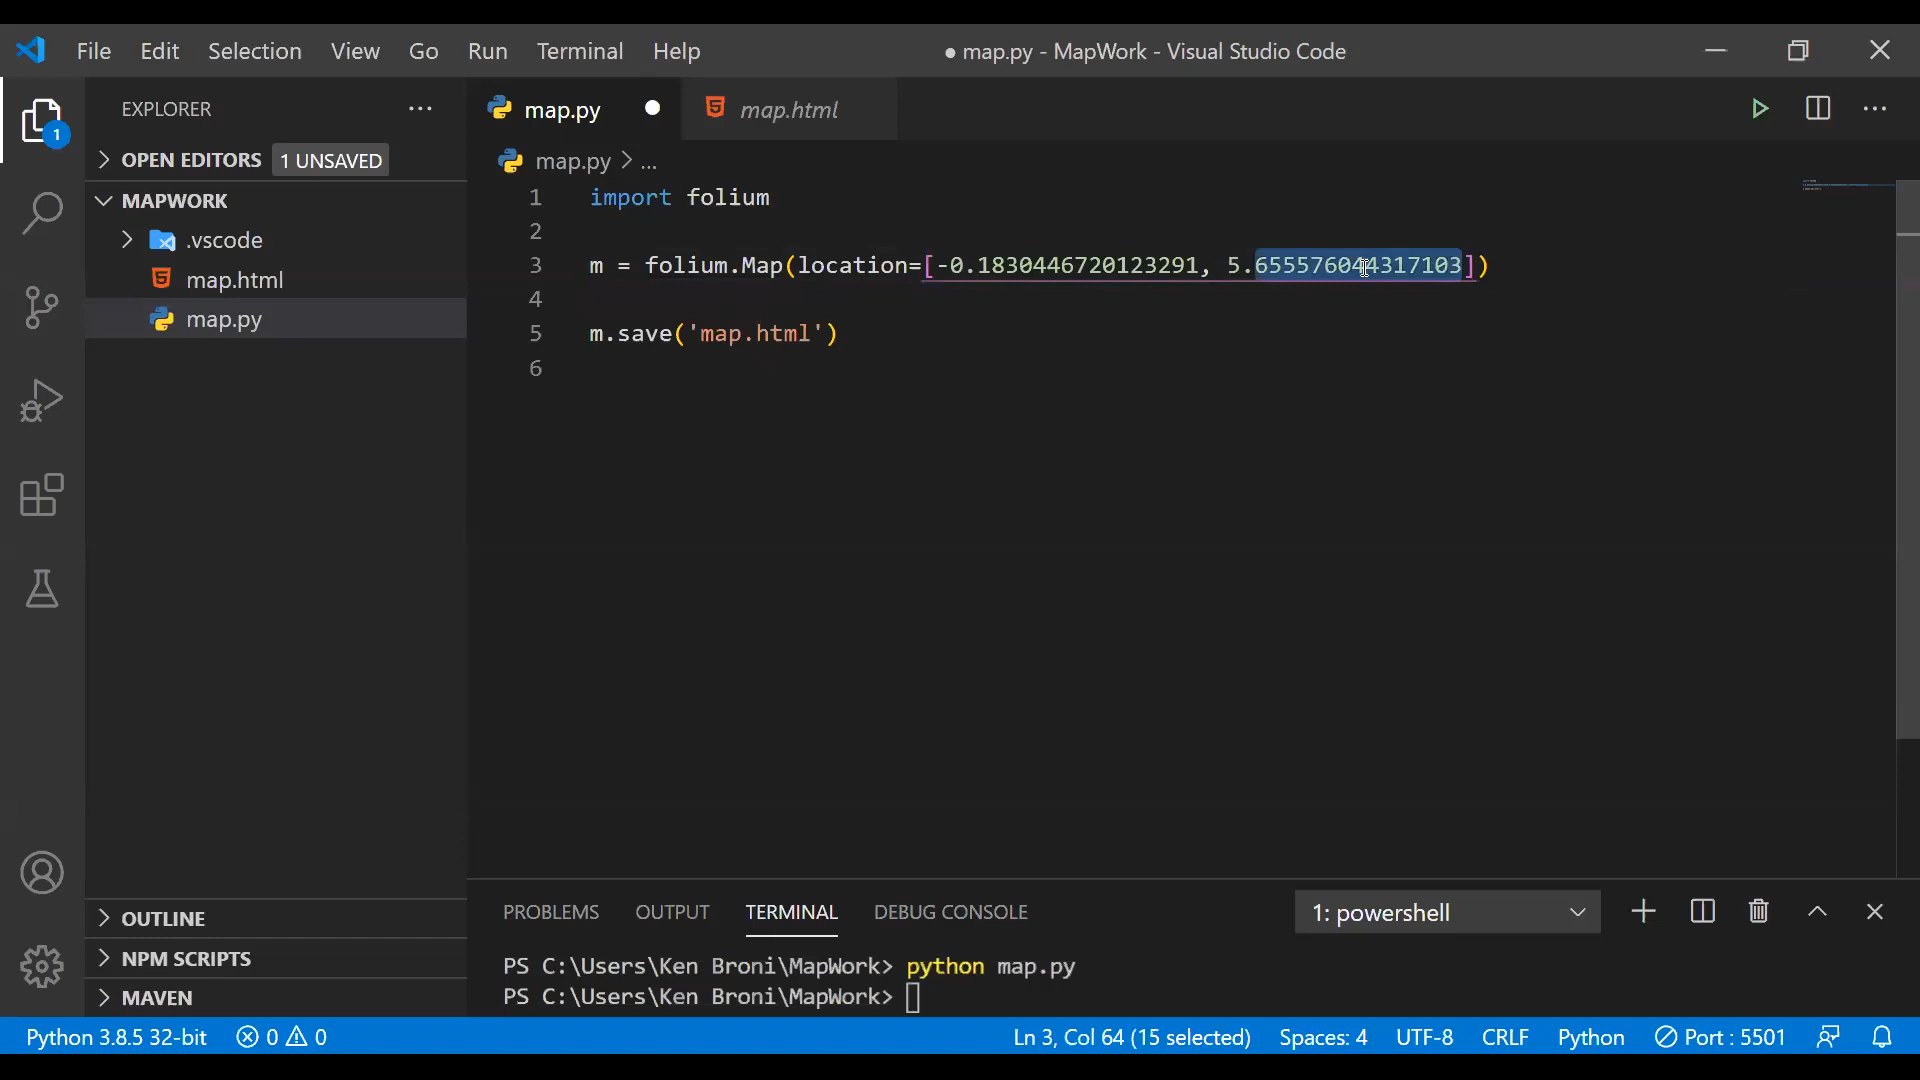 File Edit Selection View Go Run Terminal Help ● map.py - MapWork - Visual Studio Code
EXPLORER
map.py
map.html
1
OPEN EDITORS 1 UNSAVED
MAPWORK
.vscode
map.html
map.py
map.py > ...
1 import folium
2
3 m = folium.Map(location=[-0.1830446720123291, 5.655576044317103])
4
5 m.save('map.html')
6
OUTLINE
NPM SCRIPTS
MAVEN
PROBLEMS OUTPUT TERMINAL DEBUG CONSOLE 1: powershell
PS C:\Users\Ken Broni\MapWork> python map.py
PS C:\Users\Ken Broni\MapWork>
Python 3.8.5 32-bit 0 0 Ln 3, Col 64 (15 selected) Spaces: 4 UTF-8 CRLF Python Port : 5501